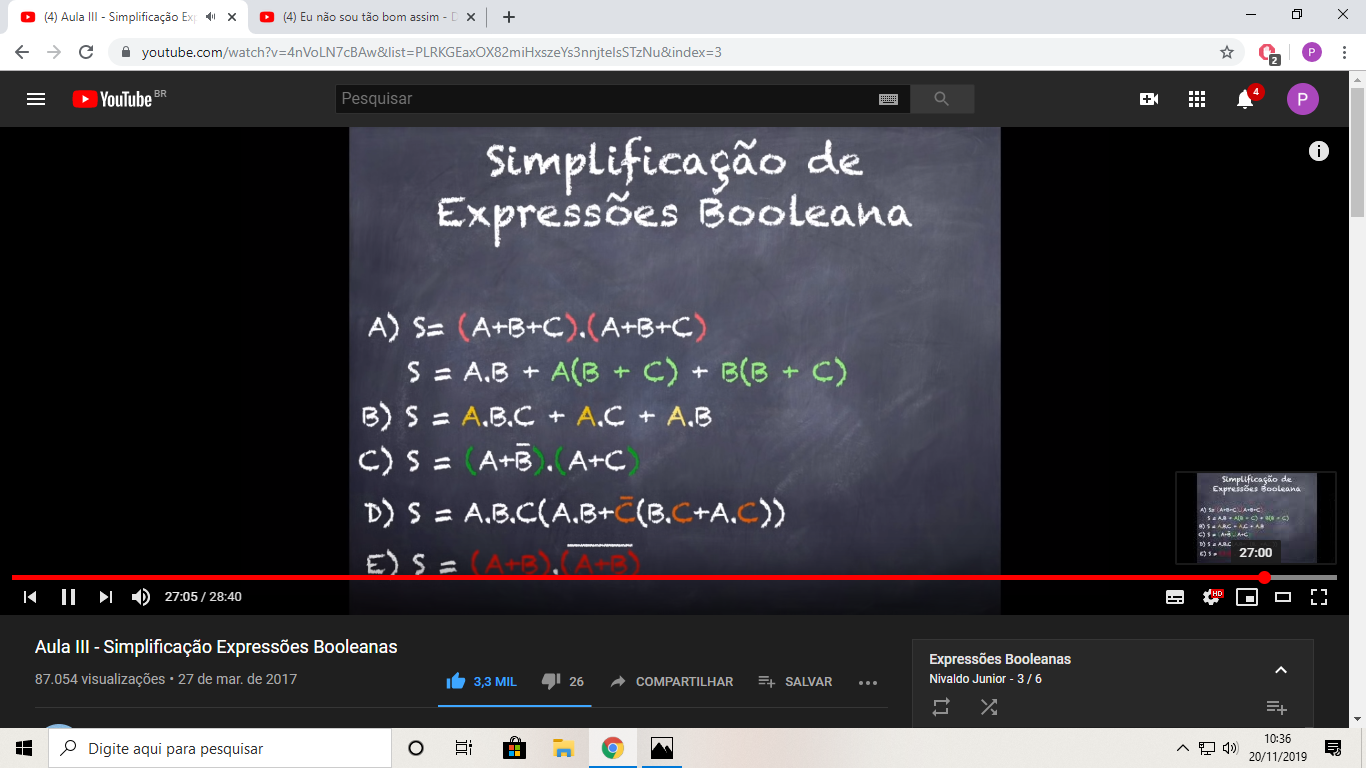 (4) Aula III - Simplificação Ex
(4) Eu não sou tão bom assim - D
youtube.com/watch?v=4nVoLN7cBAw&list=PLRKGEaxOX82miHxszeYs3nnjteIsSTzNu&index=3
2
P
YouTube BR
Pesquisar
4
P
Simplificação de
Expressões Booleana
A) S= (A+B+C).(A+B+C)
S = A.B + A(B + C) + B(B + C)
B) S = A.B.C + A.C + A.B
C) S = (A+B̅).(A+C)
D) S = A.B.C(A.B+C̅(B.C+A.C))
E) S = (A+B).(A̅+̅B̅)
Simplificação de
Expressões Booleana
27:00
27:05 / 28:40
HD
Aula III - Simplificação Expressões Booleanas
87.054 visualizações • 27 de mar. de 2017
3,3 MIL
26
COMPARTILHAR
SALVAR
Expressões Booleanas
Nivaldo Junior - 3 / 6
Digite aqui para pesquisar
10:36
20/11/2019